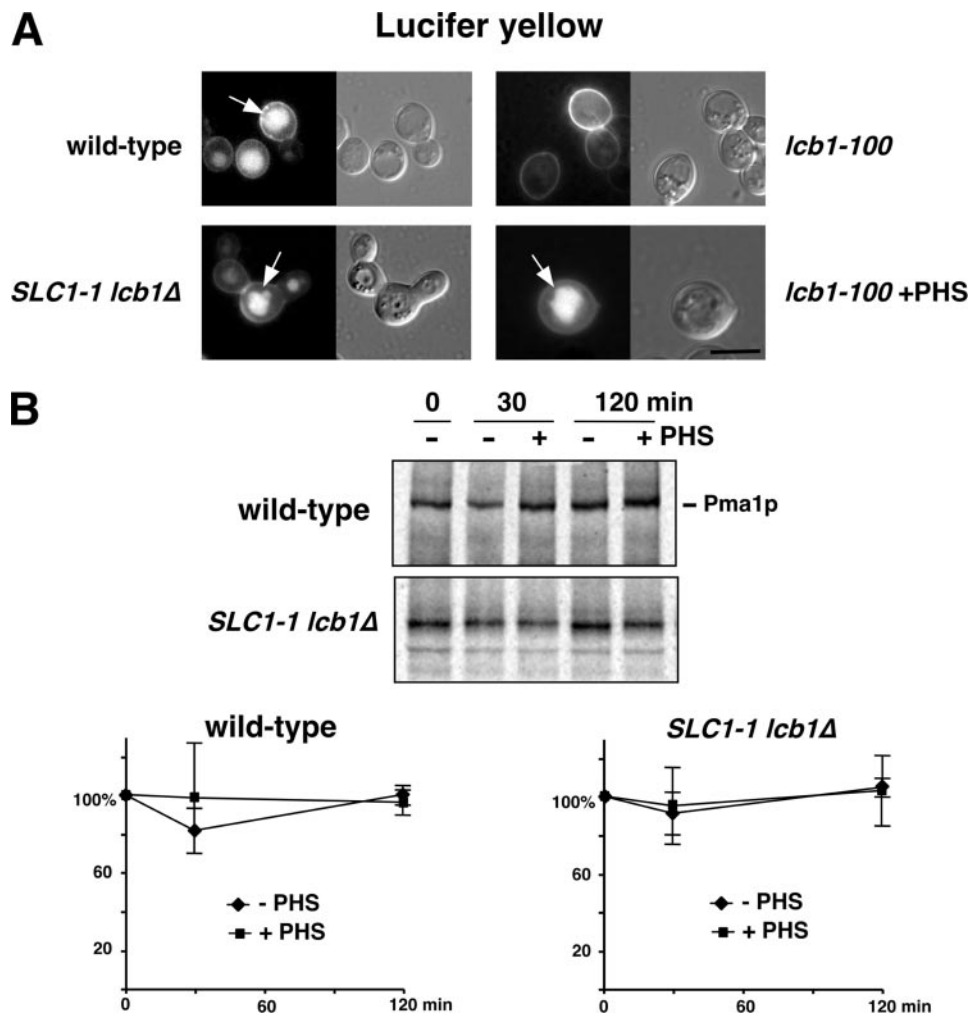 A
Lucifer yellow
wild-type
lcb1-100
SLC1-1 lcb1Δ
lcb1-100 +PHS
B
0 30 120 min
- - + - + PHS
wild-type
– Pma1p
SLC1-1 lcb1Δ
wild-type
100%
60
20
- PHS
+ PHS
0 60 120 min
SLC1-1 lcb1Δ
100%
60
20
- PHS
+ PHS
0 60 120 min